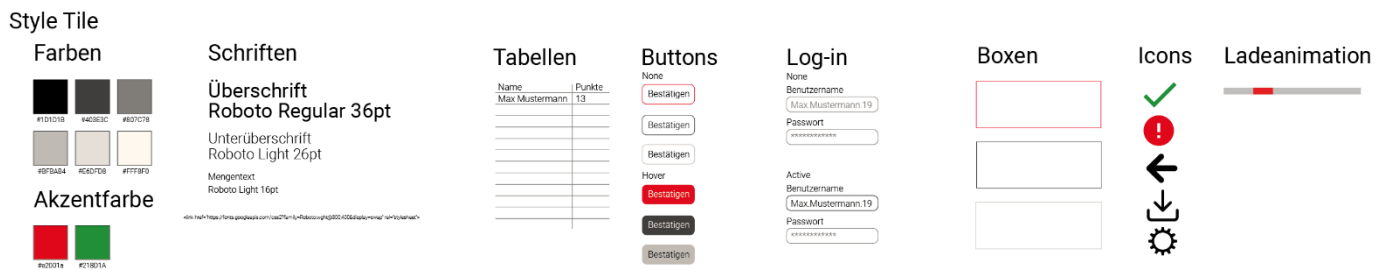 Style Tile
Farben
#1D1D1B
#403E3C
#807C78
#BFBAB4
#E6DFD8
#FFF8F0
Akzentfarbe
#e2001a
#218D1A
Schriften
Überschrift
Roboto Regular 36pt
Unterüberschrift
Roboto Light 26pt
Mengentext
Roboto Light 16pt
Tabellen
Name Punkte
Max Mustermann 13
Buttons
None
Bestätigen
Bestätigen
Bestätigen
Hover
Bestätigen
Bestätigen
Bestätigen
Log-in
None
Benutzername
Max.Mustermann.19
Passwort
************
Active
Benutzername
Max.Mustermann.19
Passwort
************
Boxen
Icons
!
Ladeanimation